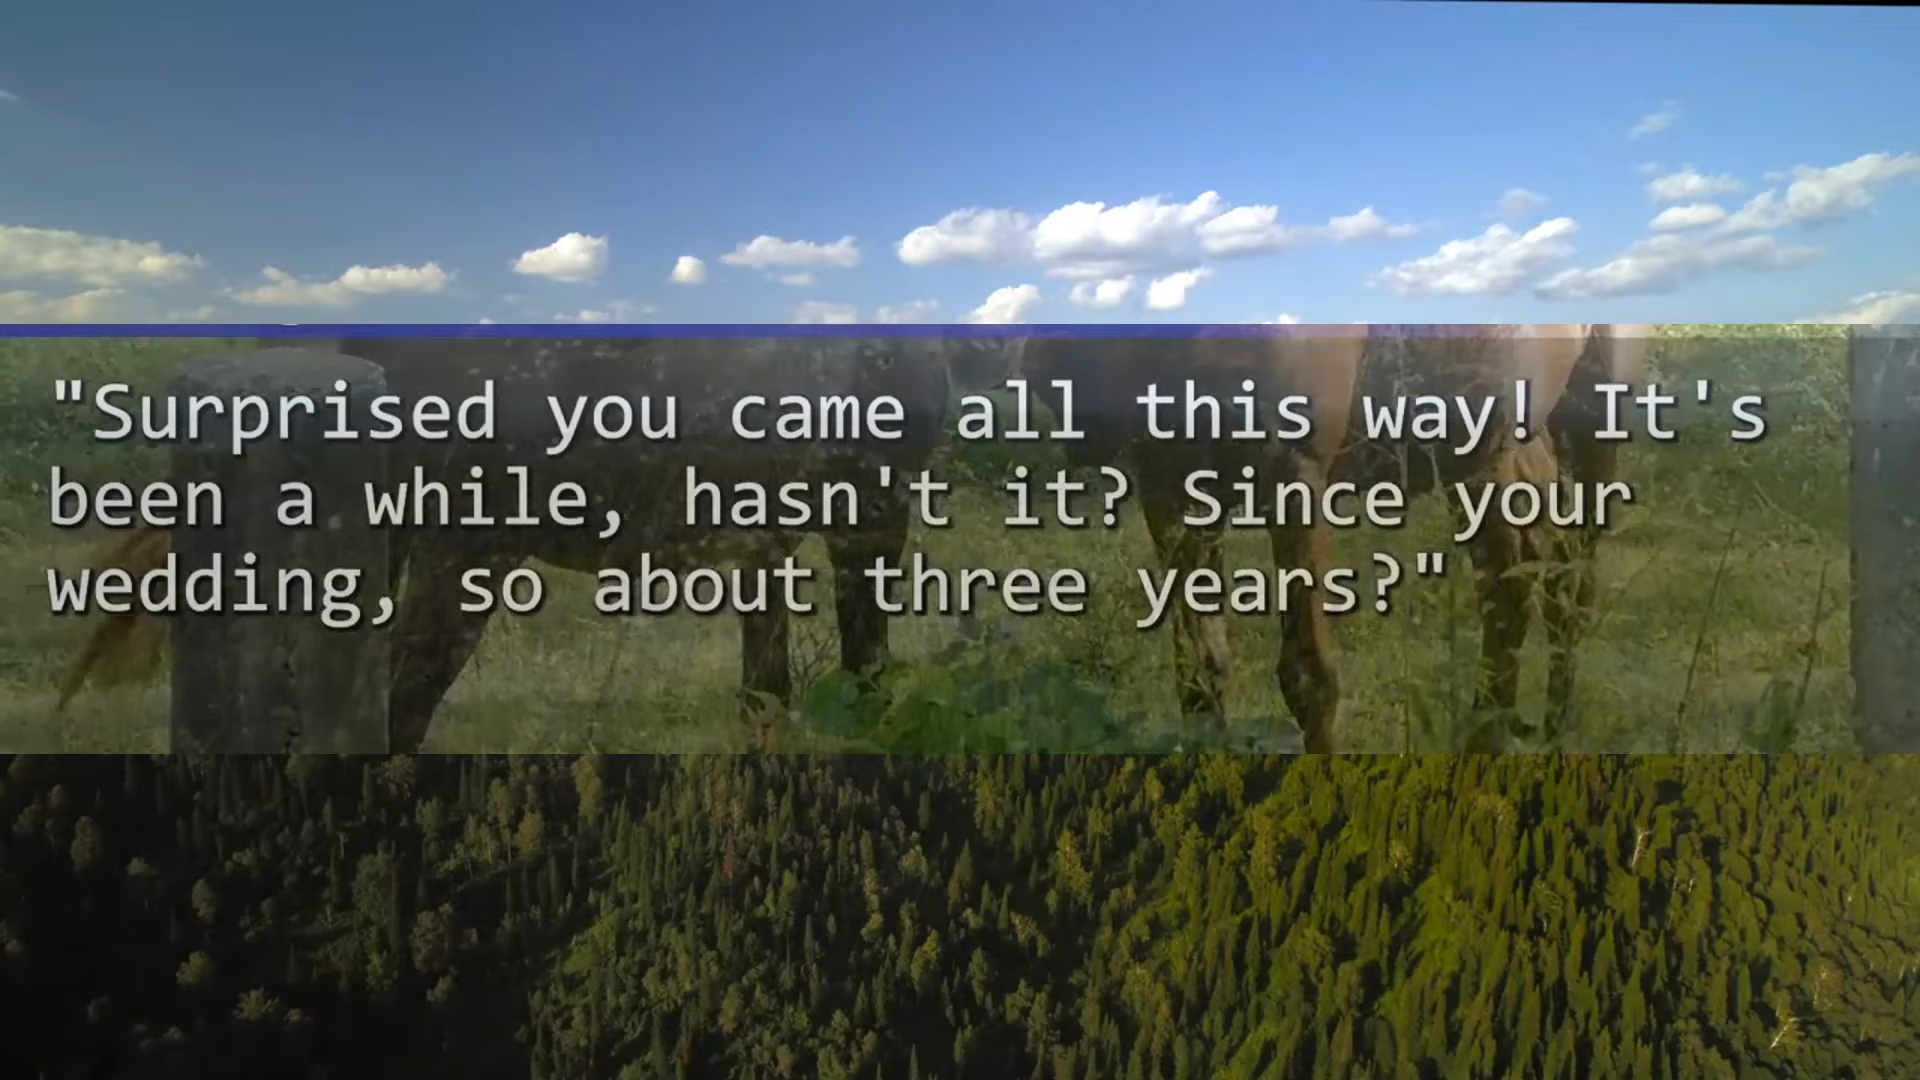 "Surprised you came all this way! It's
been a while, hasn't it? Since your
wedding, so about three years?"